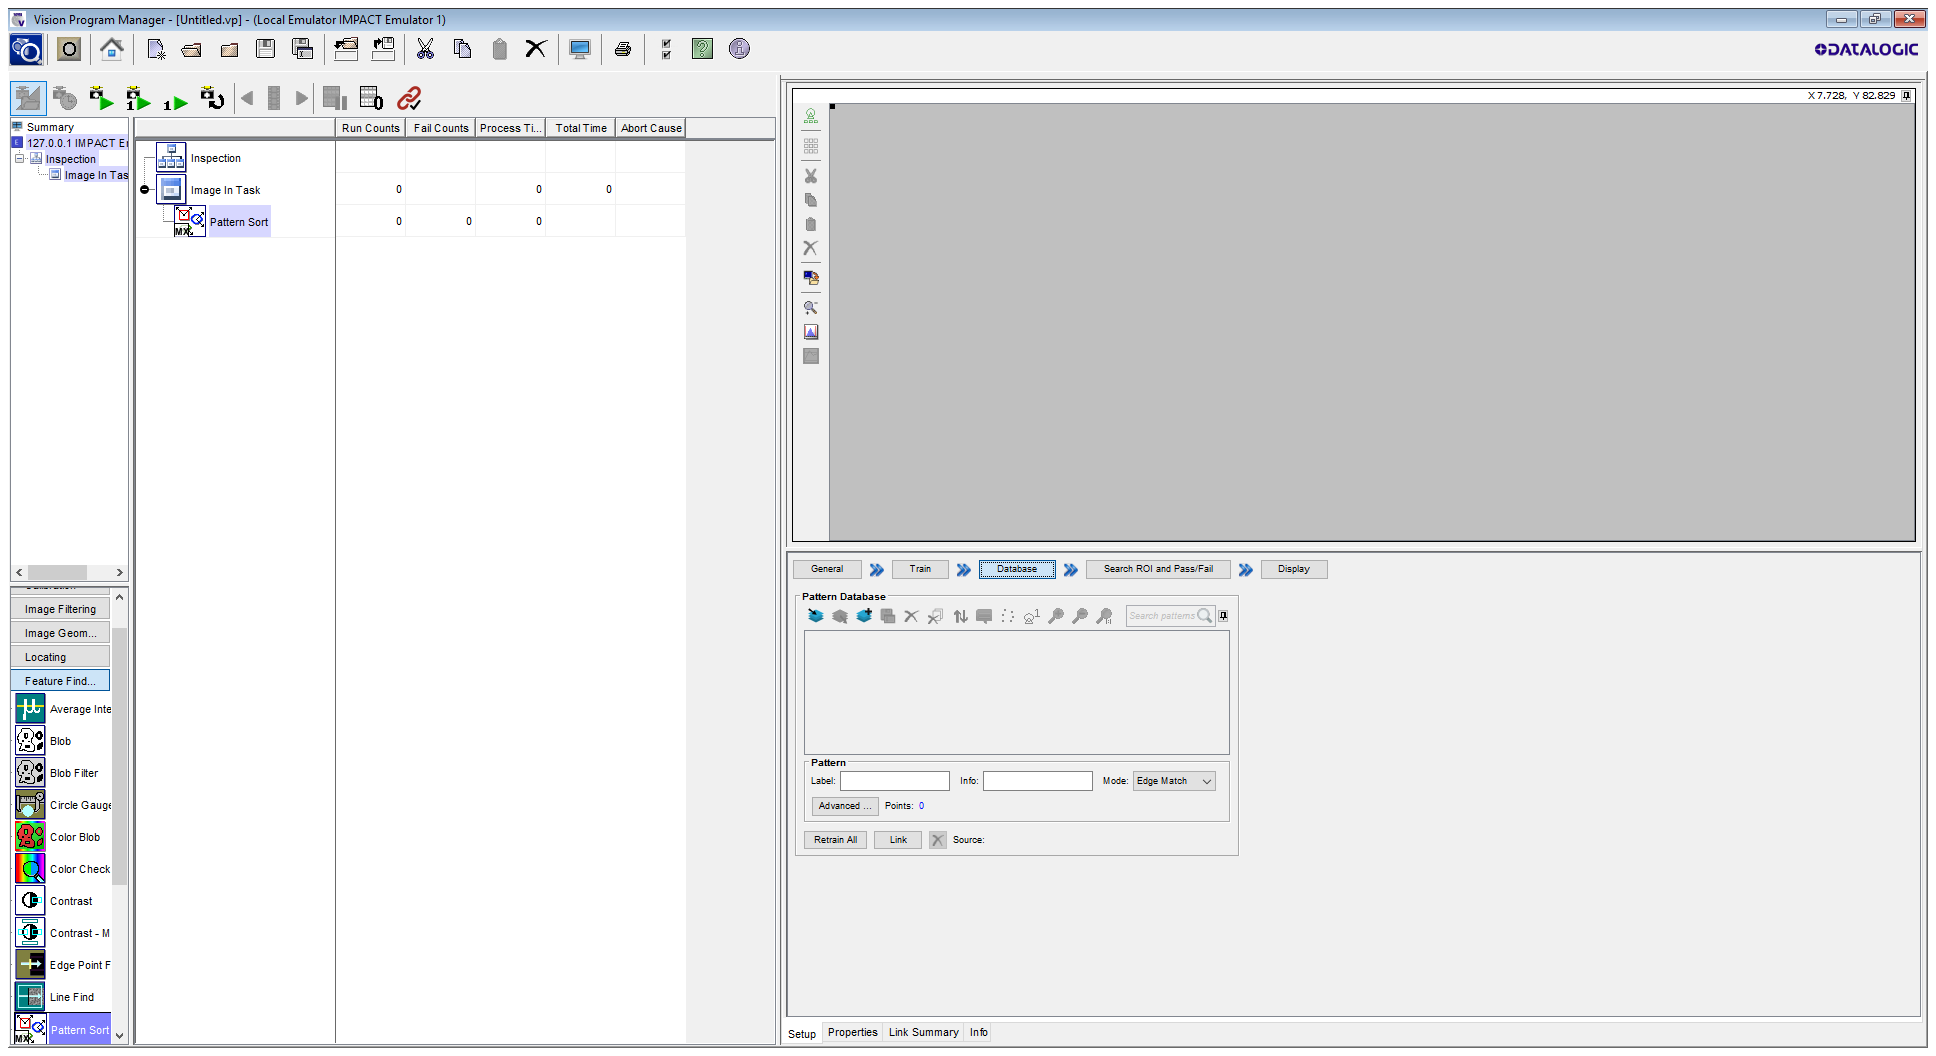 Vision Program Manager - [Untitled.vp] - (Local Emulator IMPACT Emulator 1)
DATALOGIC
Summary
127.0.0.1 IMPACT E
Inspection
Image In Tas
Run Counts Fail Counts Process Ti... Total Time Abort Cause
Inspection
Image In Task 0 0 0
Pattern Sort 0 0 0
Image Filtering
Image Geom...
Locating
Feature Find...
Average Inte
Blob
Blob Filter
Circle Gauge
Color Blob
Color Check
Contrast
Contrast - M
Edge Point F
Line Find
Pattern Sort
X 7.728, Y 82.829
General Train Database Search ROI and Pass/Fail Display
Pattern Database
Search patterns
Pattern
Label: Info: Mode: Edge Match
Advanced ... Points: 0
Retrain All Link Source:
Setup Properties Link Summary Info